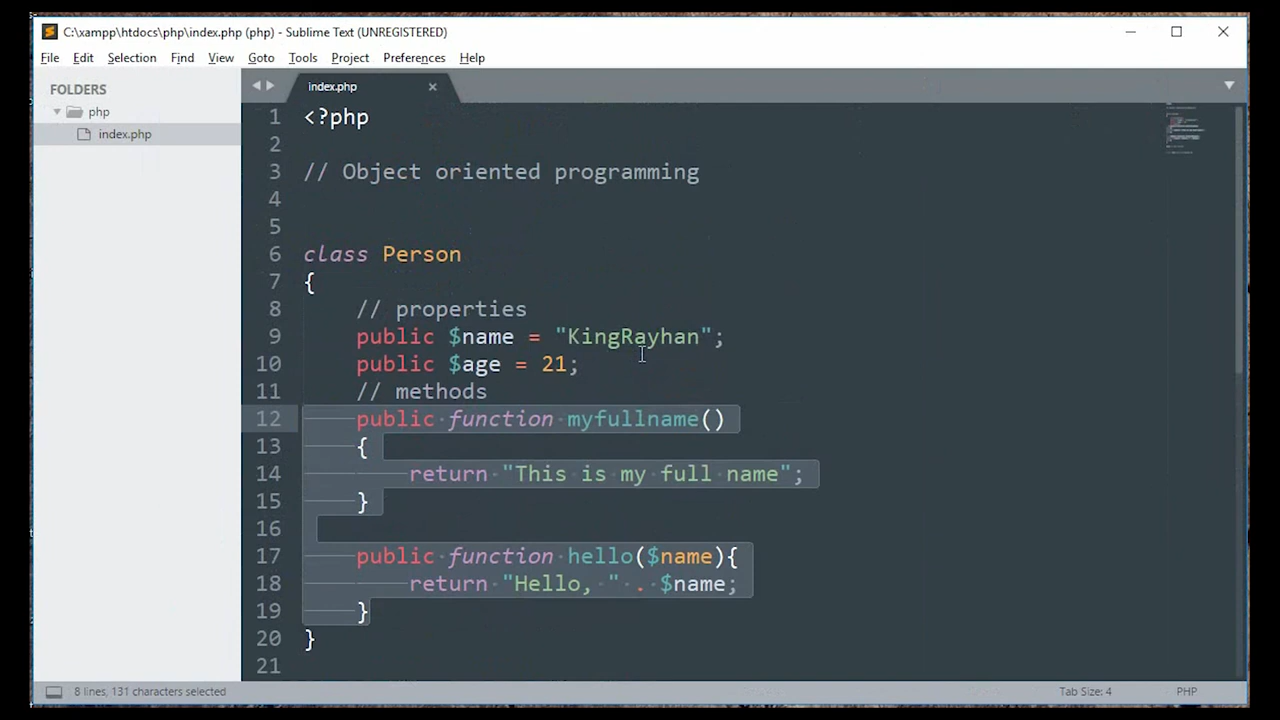 C:\xampp\htdocs\php\index.php (php) - Sublime Text (UNREGISTERED)
File Edit Selection Find View Goto Tools Project Preferences Help
FOLDERS
php
index.php
index.php
1 <?php
2
3 // Object oriented programming
4
5
6 class Person
7 {
8 // properties
9 public $name = "KingRayhan";
10 public $age = 21;
11 // methods
12 public function myfullname()
13 {
14 return "This is my full name";
15 }
16
17 public function hello($name){
18 return "Hello, " . $name;
19 }
20 }
21
8 lines, 131 characters selected
Tab Size: 4
PHP